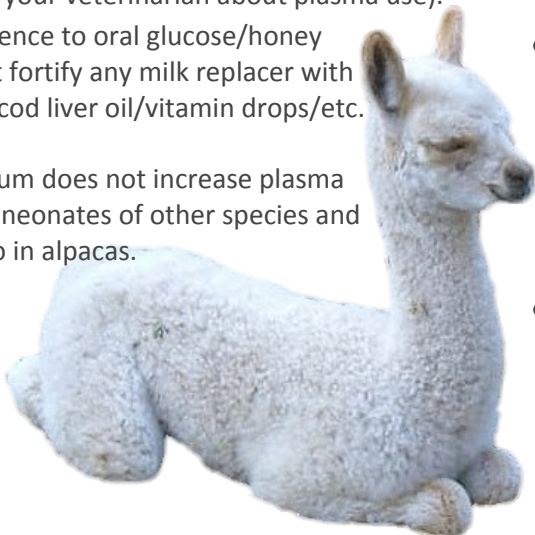 your veterinarian about plasma use).
ence to oral glucose/honey
fortify any milk replacer with
cod liver oil/vitamin drops/etc.
um does not increase plasma
neonates of other species and
in alpacas.